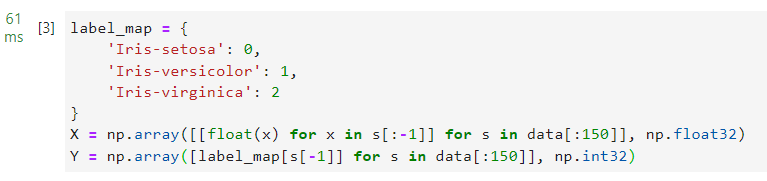 61
ms
[3]
label_map = {
    'Iris-setosa': 0,
    'Iris-versicolor': 1,
    'Iris-virginica': 2
}
X = np.array([[float(x) for x in s[:-1]] for s in data[:150]], np.float32)
Y = np.array([label_map[s[-1]] for s in data[:150]], np.int32)